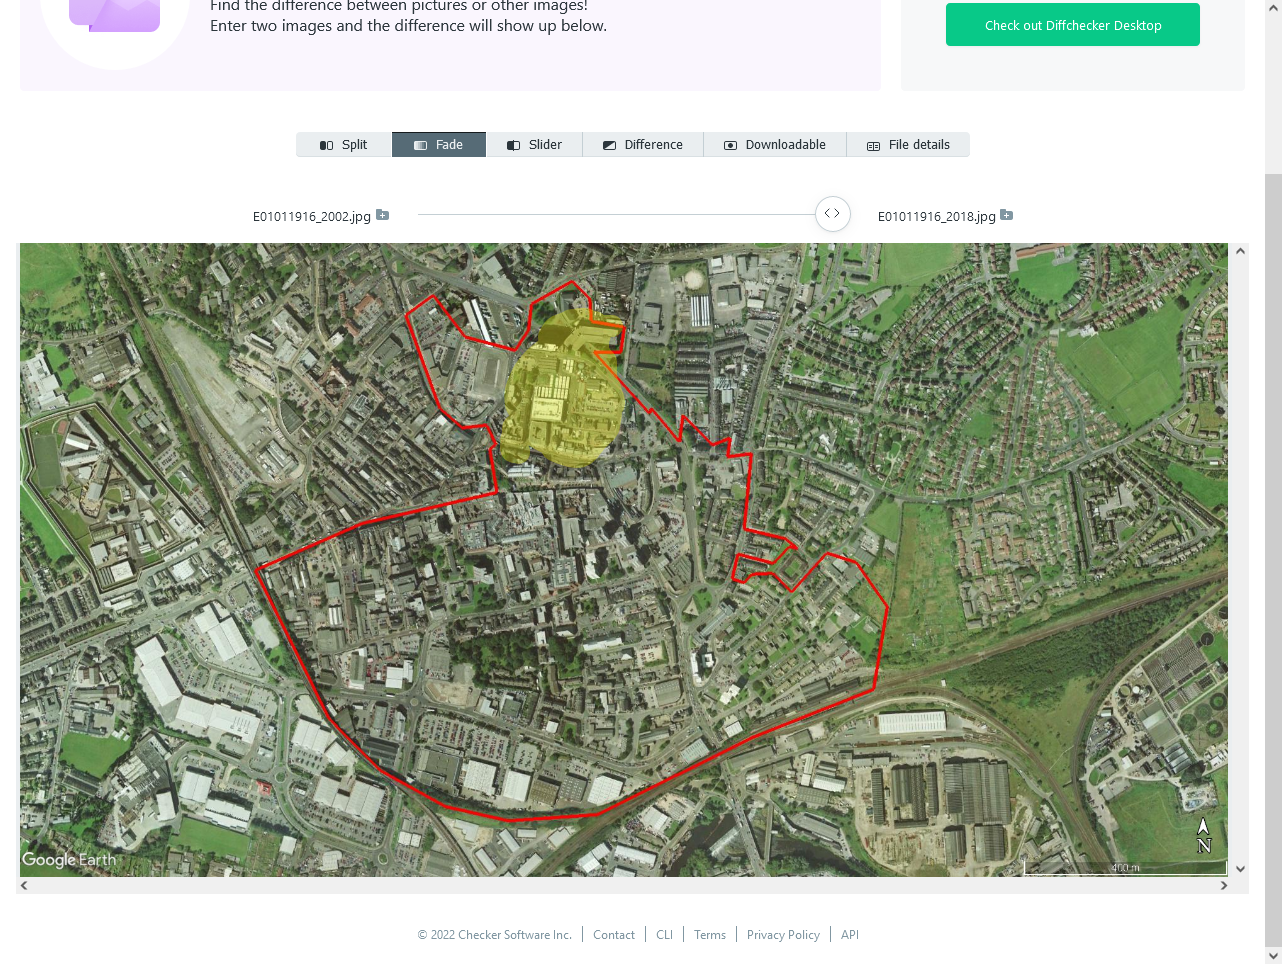 Find the difference between pictures or other images!
Enter two images and the difference will show up below.
Check out Diffchecker Desktop
Split
Fade
Slider
Difference
Downloadable
File details
E01011916_2002.jpg
E01011916_2018.jpg
Google Earth
N
400 m
© 2022 Checker Software Inc.
Contact
CLI
Terms
Privacy Policy
API